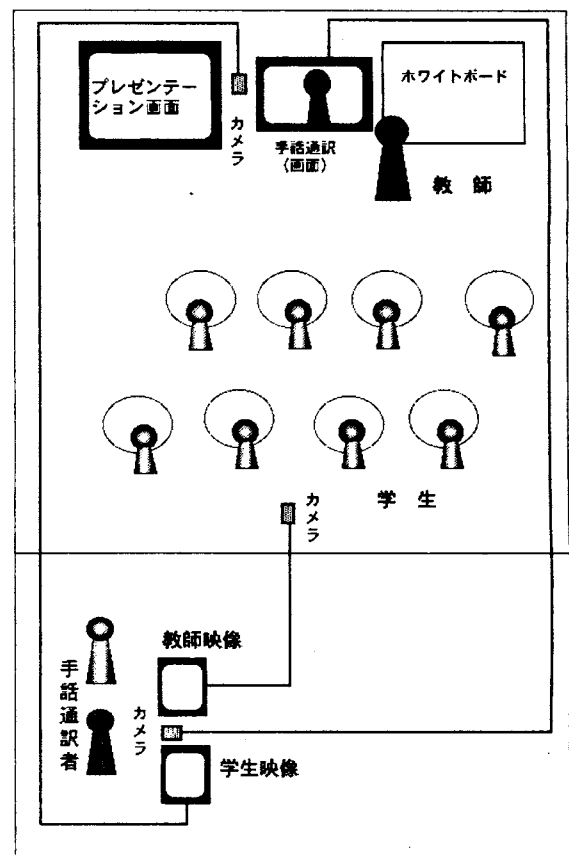 プレゼンテー
ション画面
カメラ
手話通訳
(画面)
ホワイトボード
教 師
学 生
カメラ
教師映像
手話通訳者
カメラ
学生映像